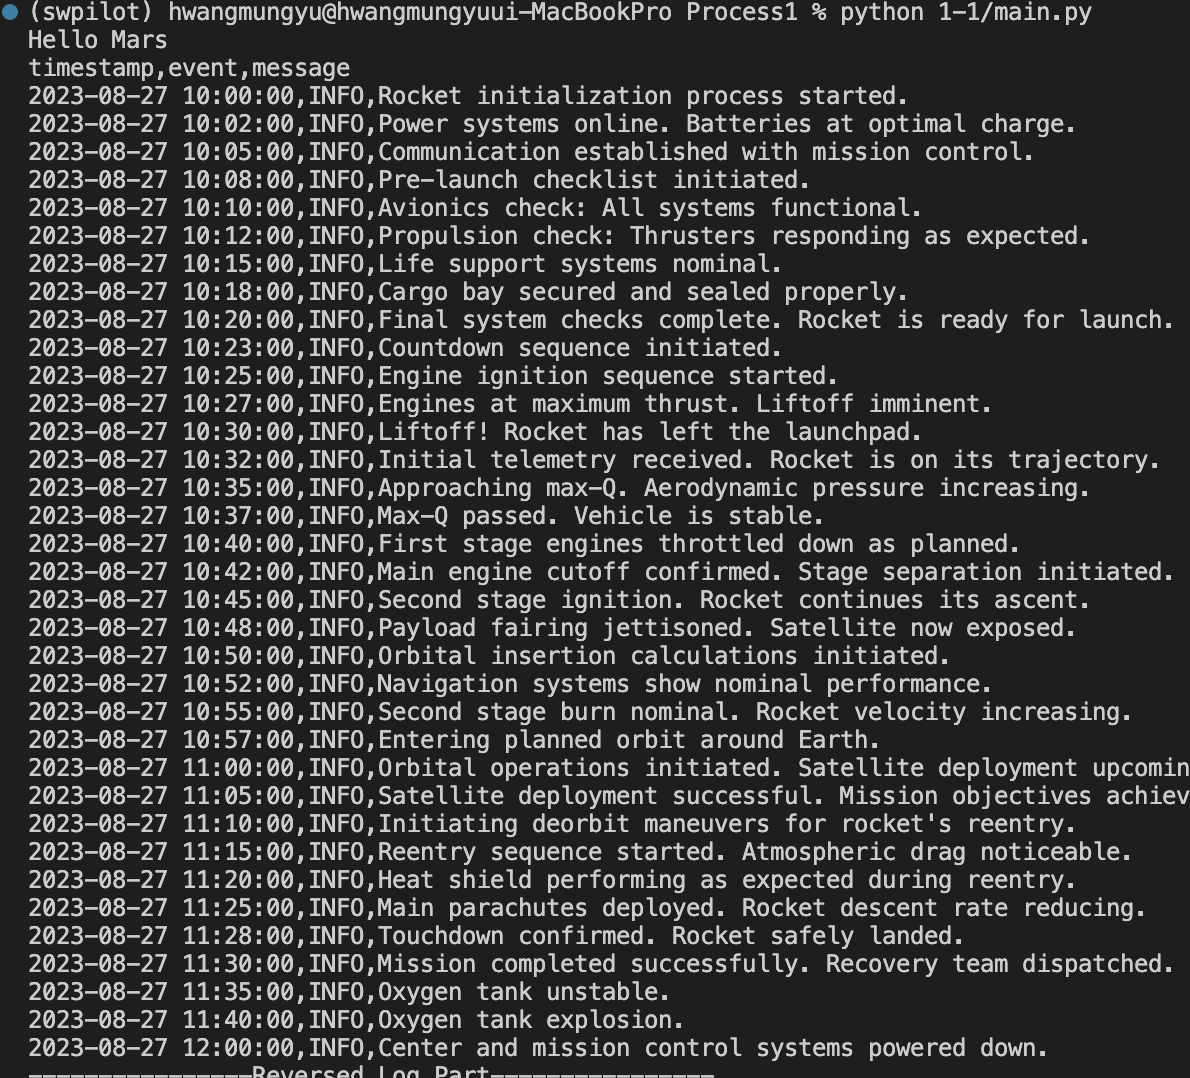 (swpilot) hwangmungyu@hwangmungyuui-MacBookPro Process1 % python 1-1/main.py
Hello Mars
timestamp,event,message
2023-08-27 10:00:00,INFO,Rocket initialization process started.
2023-08-27 10:02:00,INFO,Power systems online. Batteries at optimal charge.
2023-08-27 10:05:00,INFO,Communication established with mission control.
2023-08-27 10:08:00,INFO,Pre-launch checklist initiated.
2023-08-27 10:10:00,INFO,Avionics check: All systems functional.
2023-08-27 10:12:00,INFO,Propulsion check: Thrusters responding as expected.
2023-08-27 10:15:00,INFO,Life support systems nominal.
2023-08-27 10:18:00,INFO,Cargo bay secured and sealed properly.
2023-08-27 10:20:00,INFO,Final system checks complete. Rocket is ready for launch.
2023-08-27 10:23:00,INFO,Countdown sequence initiated.
2023-08-27 10:25:00,INFO,Engine ignition sequence started.
2023-08-27 10:27:00,INFO,Engines at maximum thrust. Liftoff imminent.
2023-08-27 10:30:00,INFO,Liftoff! Rocket has left the launchpad.
2023-08-27 10:32:00,INFO,Initial telemetry received. Rocket is on its trajectory.
2023-08-27 10:35:00,INFO,Approaching max-Q. Aerodynamic pressure increasing.
2023-08-27 10:37:00,INFO,Max-Q passed. Vehicle is stable.
2023-08-27 10:40:00,INFO,First stage engines throttled down as planned.
2023-08-27 10:42:00,INFO,Main engine cutoff confirmed. Stage separation initiated.
2023-08-27 10:45:00,INFO,Second stage ignition. Rocket continues its ascent.
2023-08-27 10:48:00,INFO,Payload fairing jettisoned. Satellite now exposed.
2023-08-27 10:50:00,INFO,Orbital insertion calculations initiated.
2023-08-27 10:52:00,INFO,Navigation systems show nominal performance.
2023-08-27 10:55:00,INFO,Second stage burn nominal. Rocket velocity increasing.
2023-08-27 10:57:00,INFO,Entering planned orbit around Earth.
2023-08-27 11:00:00,INFO,Orbital operations initiated. Satellite deployment upcomin
2023-08-27 11:05:00,INFO,Satellite deployment successful. Mission objectives achiev
2023-08-27 11:10:00,INFO,Initiating deorbit maneuvers for rocket's reentry.
2023-08-27 11:15:00,INFO,Reentry sequence started. Atmospheric drag noticeable.
2023-08-27 11:20:00,INFO,Heat shield performing as expected during reentry.
2023-08-27 11:25:00,INFO,Main parachutes deployed. Rocket descent rate reducing.
2023-08-27 11:28:00,INFO,Touchdown confirmed. Rocket safely landed.
2023-08-27 11:30:00,INFO,Mission completed successfully. Recovery team dispatched.
2023-08-27 11:35:00,INFO,Oxygen tank unstable.
2023-08-27 11:40:00,INFO,Oxygen tank explosion.
2023-08-27 12:00:00,INFO,Center and mission control systems powered down.
----------------Reversed Log Part----------------